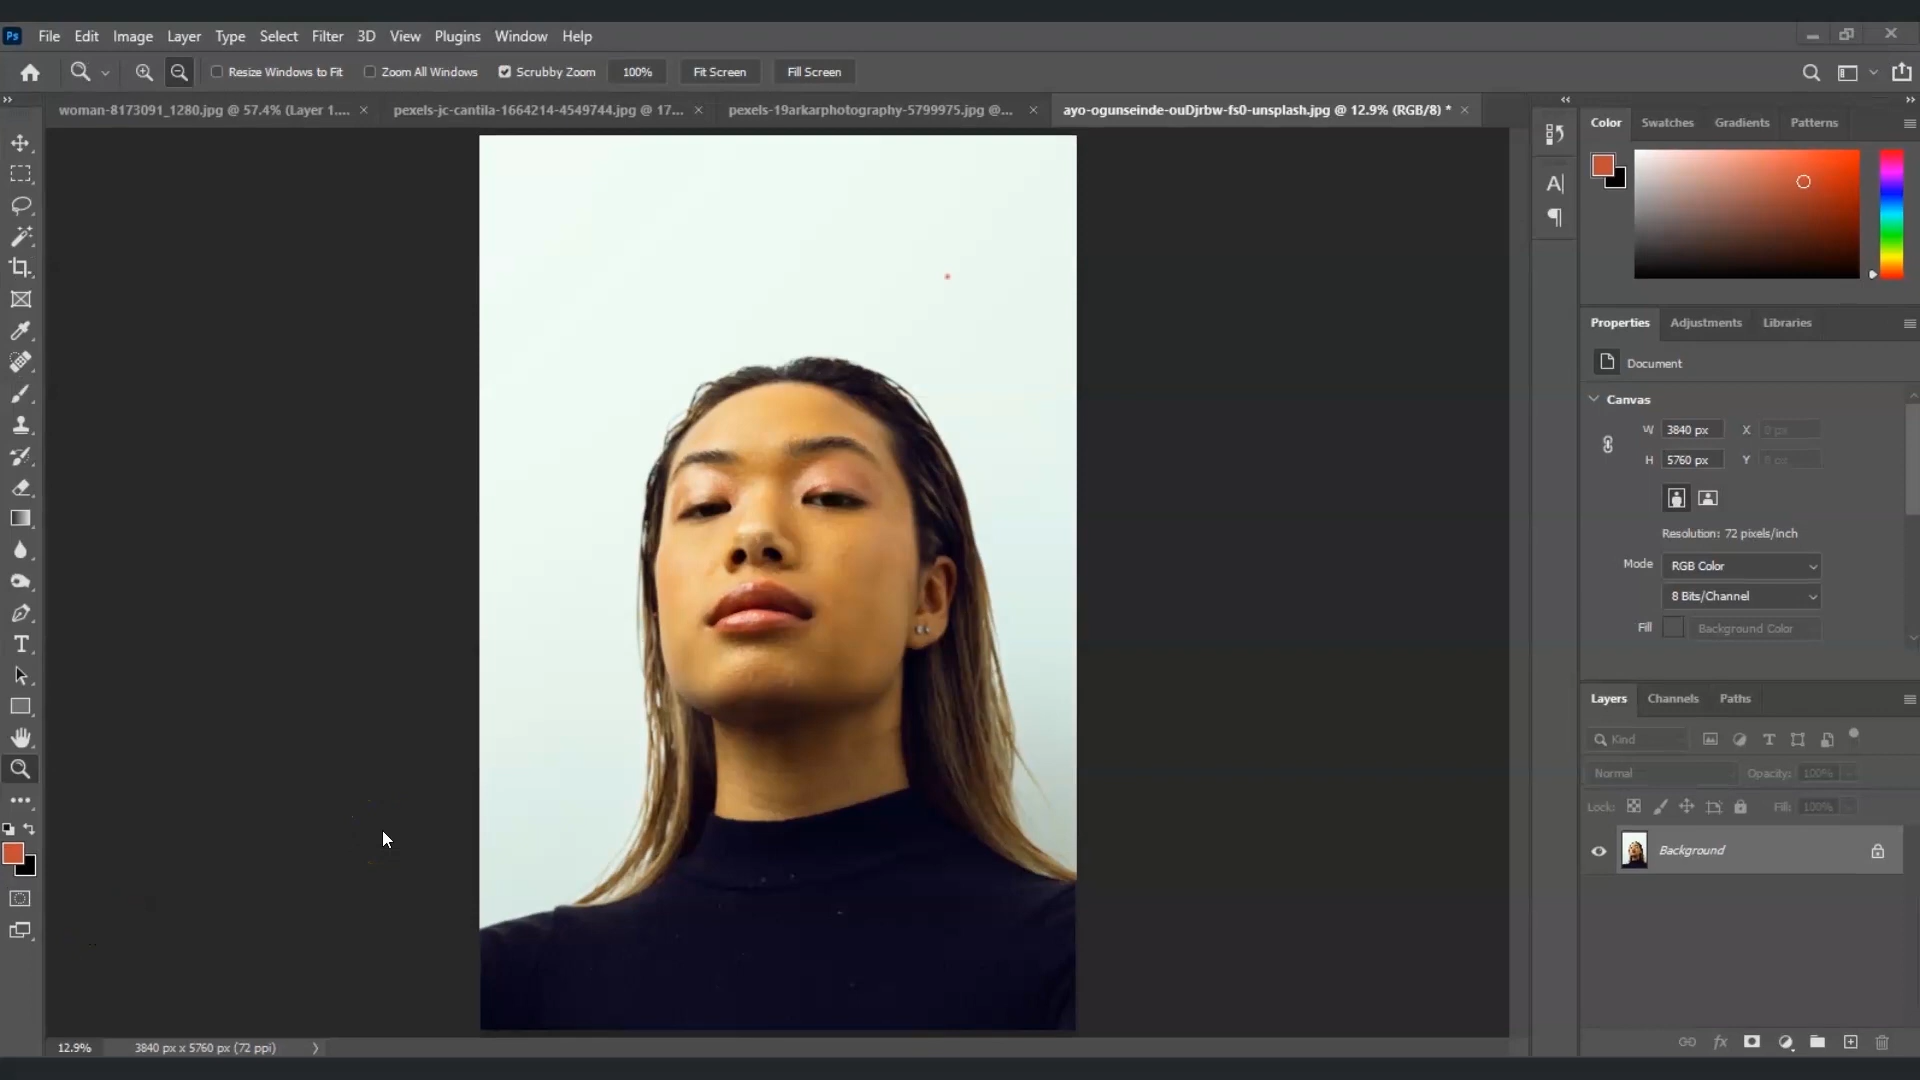 Ps File Edit Image Layer Type Select Filter 3D View Plugins Window Help
Resize Windows to Fit Zoom All Windows Scrubby Zoom 100% Fit Screen Fill Screen
woman-8173091_1280.jpg @ 57.4% (Layer 1.... × pexels-jc-cantila-1664214-4549744.jpg @ 17... × pexels-19arkarphotography-5799975.jpg @... × ayo-ogunseinde-ouDjrbw-fs0-unsplash.jpg @ 12.9% (RGB/8) * ×
Color Swatches Gradients Patterns
Properties Adjustments Libraries
Document
Canvas
W 3840 px X 0 px
H 5760 px Y 0 px
Resolution: 72 pixels/inch
Mode RGB Color
8 Bits/Channel
Fill Background Color
Layers Channels Paths
Kind
Normal Opacity: 100%
Lock: Fill: 100%
Background
12.9% 3840 px x 5760 px (72 ppi)